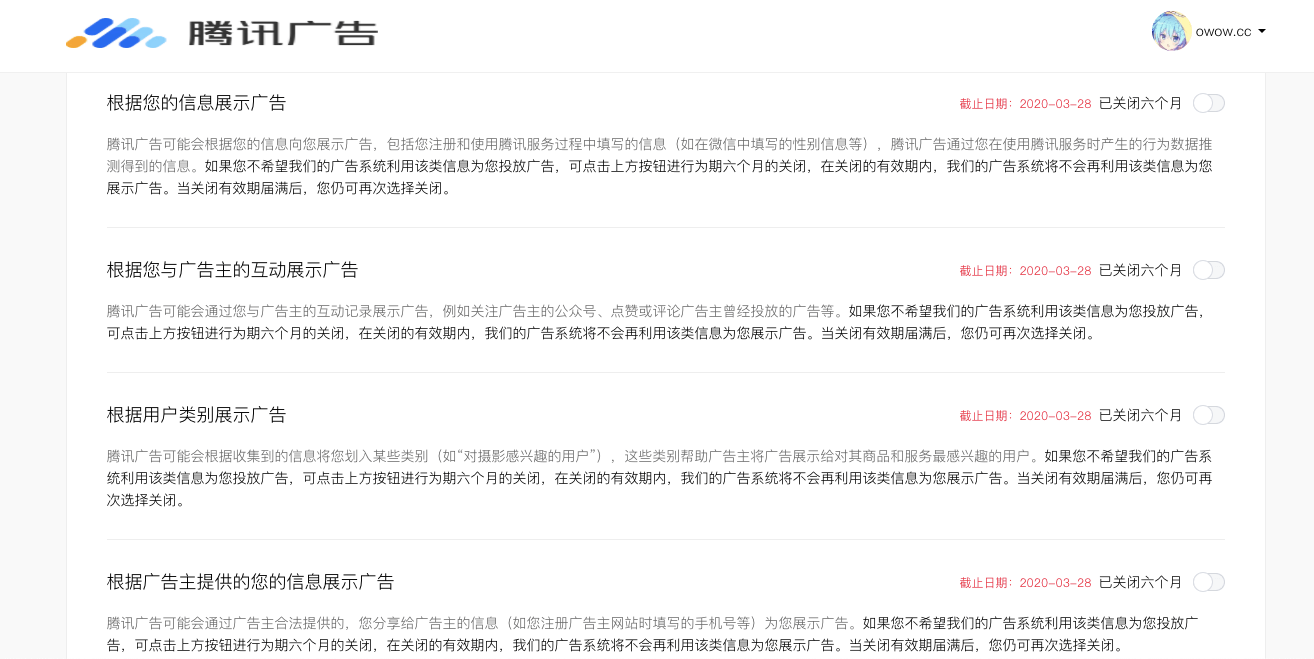 腾讯广告
owow.cc
根据您的信息展示广告
截止日期：2020-03-28 已关闭六个月
腾讯广告可能会根据您的信息向您展示广告，包括您注册和使用腾讯服务过程中填写的信息（如在微信中填写的性别信息等），腾讯广告通过您在使用腾讯服务时产生的行为数据推
测得到的信息。如果您不希望我们的广告系统利用该类信息为您投放广告，可点击上方按钮进行为期六个月的关闭，在关闭的有效期内，我们的广告系统将不会再利用该类信息为您
展示广告。当关闭有效期届满后，您仍可再次选择关闭。
根据您与广告主的互动展示广告
截止日期：2020-03-28 已关闭六个月
腾讯广告可能会通过您与广告主的互动记录展示广告，例如关注广告主的公众号、点赞或评论广告主曾经投放的广告等。如果您不希望我们的广告系统利用该类信息为您投放广告，
可点击上方按钮进行为期六个月的关闭，在关闭的有效期内，我们的广告系统将不会再利用该类信息为您展示广告。当关闭有效期届满后，您仍可再次选择关闭。
根据用户类别展示广告
截止日期：2020-03-28 已关闭六个月
腾讯广告可能会根据收集到的信息将您划入某些类别（如“对摄影感兴趣的用户”），这些类别帮助广告主将广告展示给对其商品和服务最感兴趣的用户。如果您不希望我们的广告系
统利用该类信息为您投放广告，可点击上方按钮进行为期六个月的关闭，在关闭的有效期内，我们的广告系统将不会再利用该类信息为您展示广告。当关闭有效期届满后，您仍可再
次选择关闭。
根据广告主提供的您的信息展示广告
截止日期：2020-03-28 已关闭六个月
腾讯广告可能会通过广告主合法提供的，您分享给广告主的信息（如您注册广告主网站时填写的手机号等）为您展示广告。如果您不希望我们的广告系统利用该类信息为您投放广
告，可点击上方按钮进行为期六个月的关闭，在关闭的有效期内，我们的广告系统将不会再利用该类信息为您展示广告。当关闭有效期届满后，您仍可再次选择关闭。